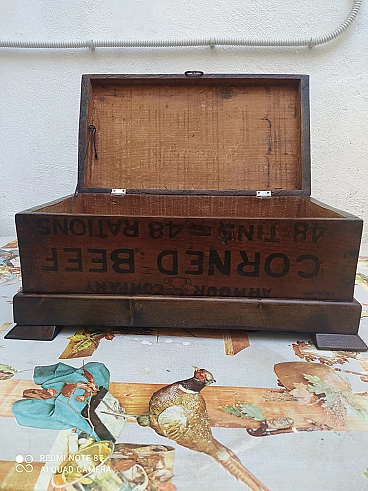 ARMOUR COMPANY
CORNED BEEF
48 TINS = 48 RATIONS
REDMI NOTE 8T
AI QUAD CAMERA